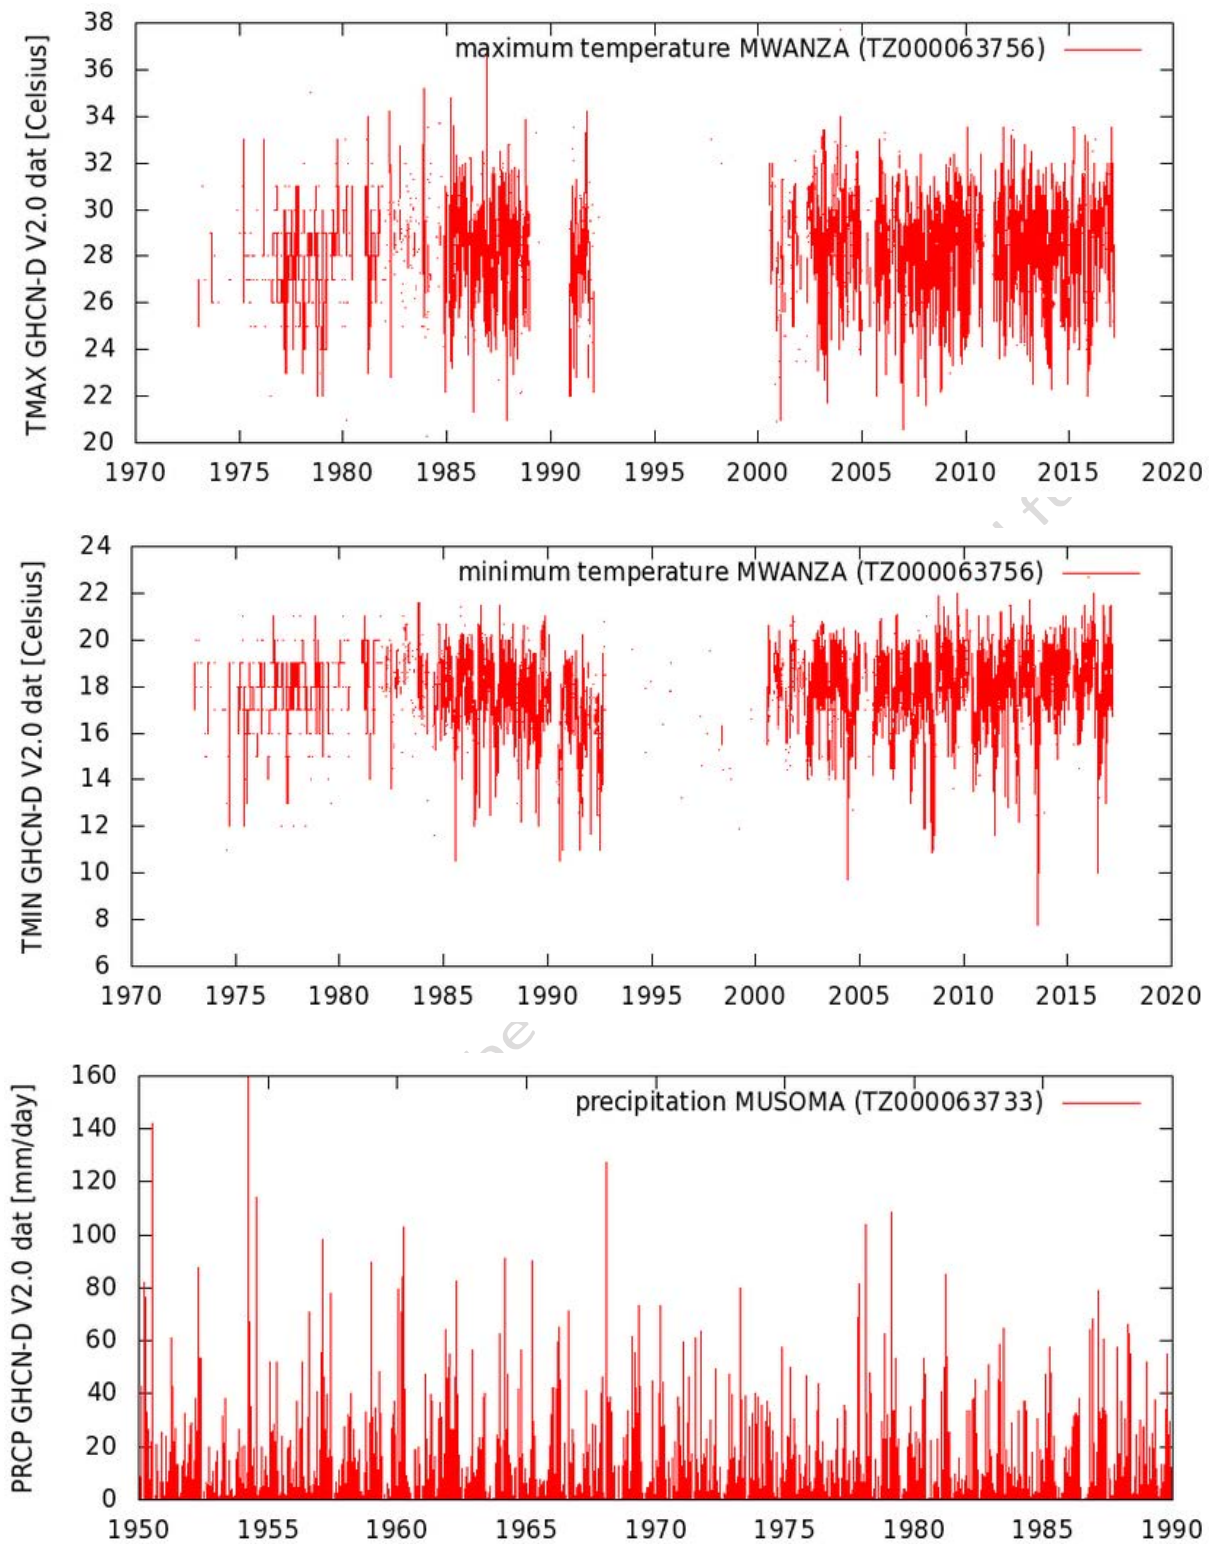 TMAX GHCN-D V2.0 dat [Celsius]
maximum temperature MWANZA (TZ000063756)
38
36
34
32
30
28
26
24
22
20
1970 1975 1980 1985 1990 1995 2000 2005 2010 2015 2020
TMIN GHCN-D V2.0 dat [Celsius]
minimum temperature MWANZA (TZ000063756)
24
22
20
18
16
14
12
10
8
6
1970 1975 1980 1985 1990 1995 2000 2005 2010 2015 2020
be
PRCP GHCN-D V2.0 dat [mm/day]
precipitation MUSOMA (TZ000063733)
160
140
120
100
80
60
40
20
0
1950 1955 1960 1965 1970 1975 1980 1985 1990